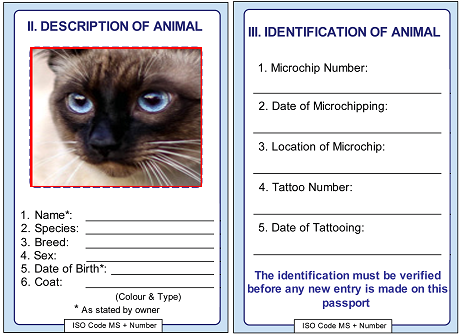 II. DESCRIPTION OF ANIMAL
1. Name*:
2. Species:
3. Breed:
4. Sex:
5. Date of Birth*:
6. Coat:
(Colour & Type)
* As stated by owner
ISO Code MS + Number
III. IDENTIFICATION OF ANIMAL
1. Microchip Number:
2. Date of Microchipping:
3. Location of Microchip:
4. Tattoo Number:
5. Date of Tattooing:
The identification must be verified
before any new entry is made on this
passport
ISO Code MS + Number